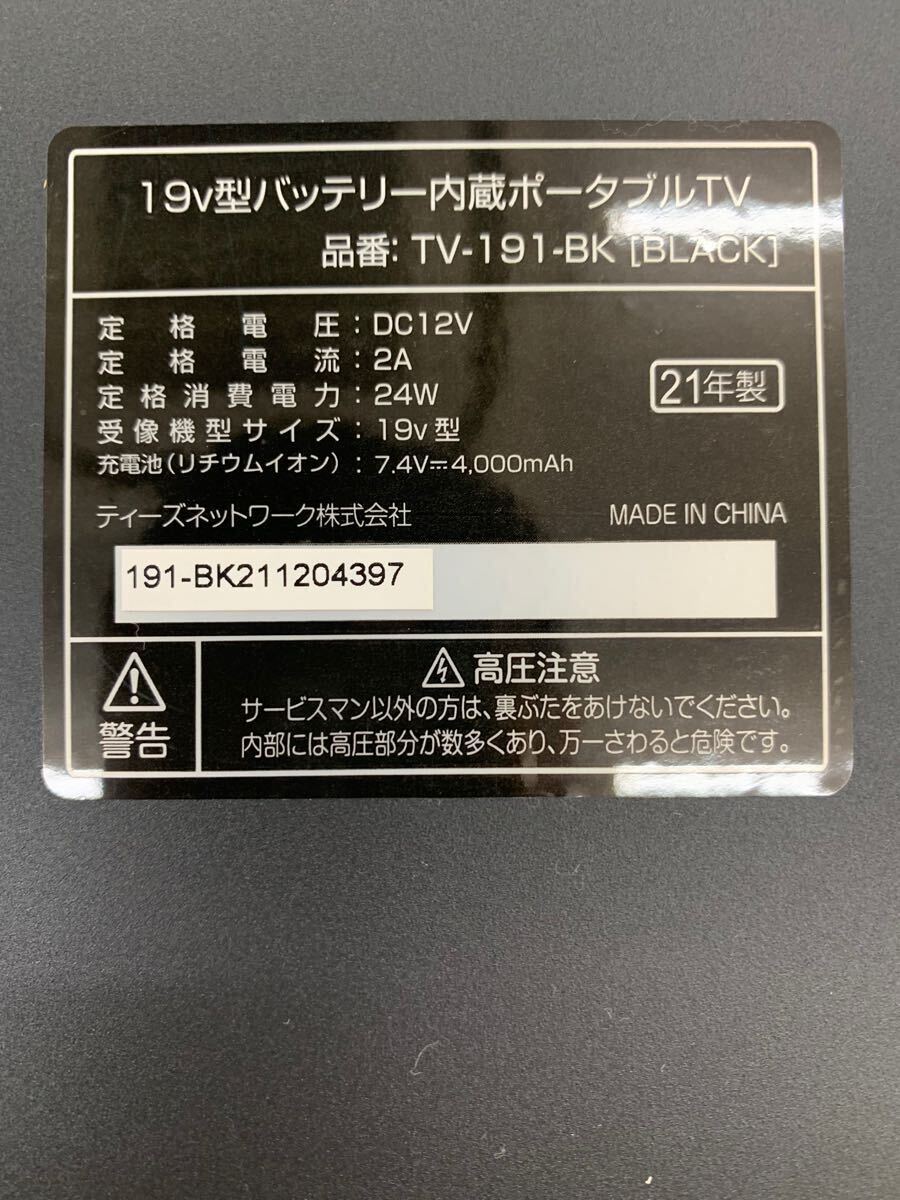 19v型バッテリー内蔵ポータブルTV
品番: TV-191-BK [BLACK]
定格電圧:DC12V
定格電流:2A
定格消費電力:24W
21年製
受像機型サイズ:19v型
充電池(リチウムイオン):7.4V⎓4,000mAh
ティーズネットワーク株式会社 MADE IN CHINA
191-BK211204397
警告
高圧注意
サービスマン以外の方は、裏ぶたをあけないでください。
内部には高圧部分が数多くあり、万一さわると危険です。